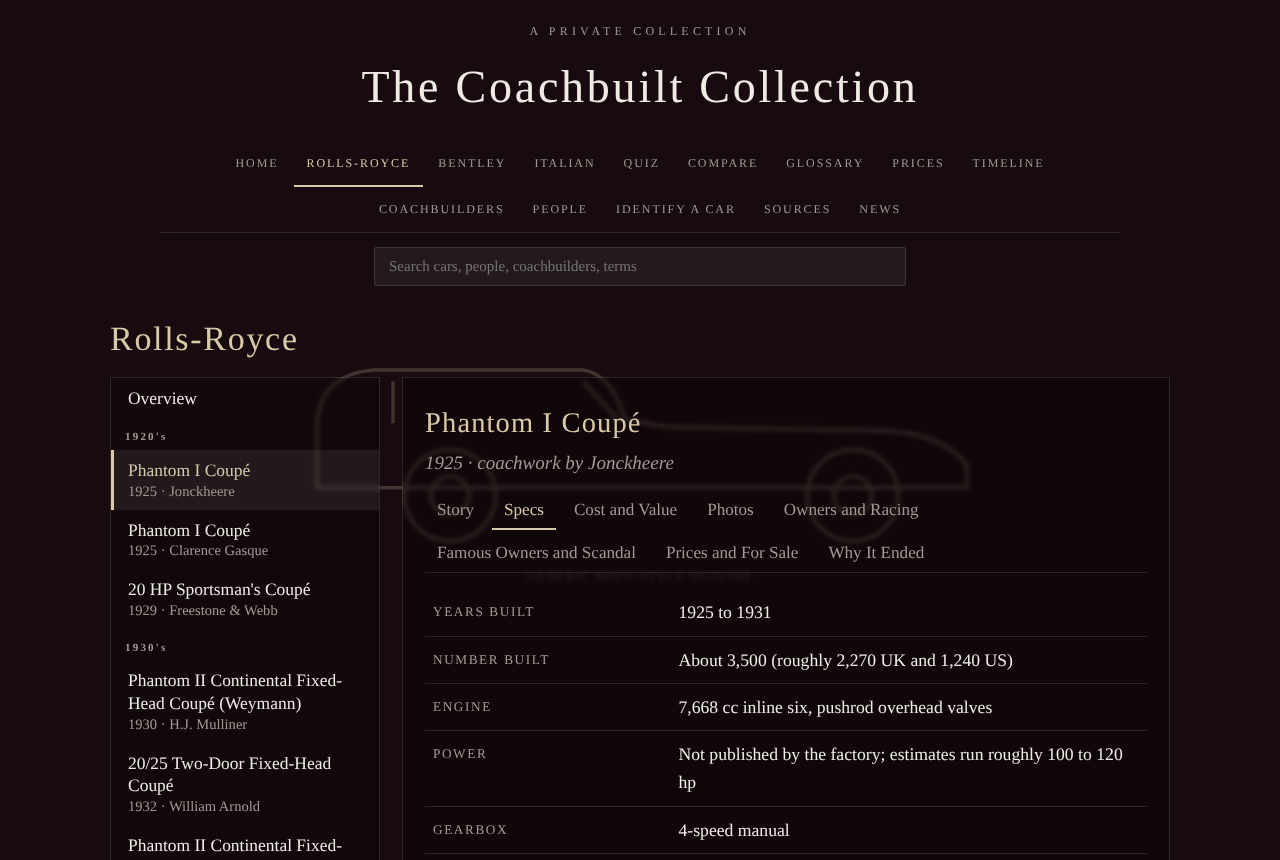 A PRIVATE COLLECTION
The Coachbuilt Collection
HOME ROLLS-ROYCE BENTLEY ITALIAN QUIZ COMPARE GLOSSARY PRICES TIMELINE
COACHBUILDERS PEOPLE IDENTIFY A CAR SOURCES NEWS
Search cars, people, coachbuilders, terms
Rolls-Royce
Overview
1920's
Phantom I Coupé
1925 · Jonckheere
Phantom I Coupé
1925 · Clarence Gasque
20 HP Sportsman's Coupé
1929 · Freestone & Webb
1930's
Phantom II Continental Fixed-
Head Coupé (Weymann)
1930 · H.J. Mulliner
20/25 Two-Door Fixed-Head
Coupé
1932 · William Arnold
Phantom II Continental Fixed-
Phantom I Coupé
1925 · coachwork by Jonckheere
Story Specs Cost and Value Photos Owners and Racing
Famous Owners and Scandal Prices and For Sale Why It Ended
YEARS BUILT 1925 to 1931
NUMBER BUILT About 3,500 (roughly 2,270 UK and 1,240 US)
ENGINE 7,668 cc inline six, pushrod overhead valves
POWER Not published by the factory; estimates run roughly 100 to 120
hp
GEARBOX 4-speed manual